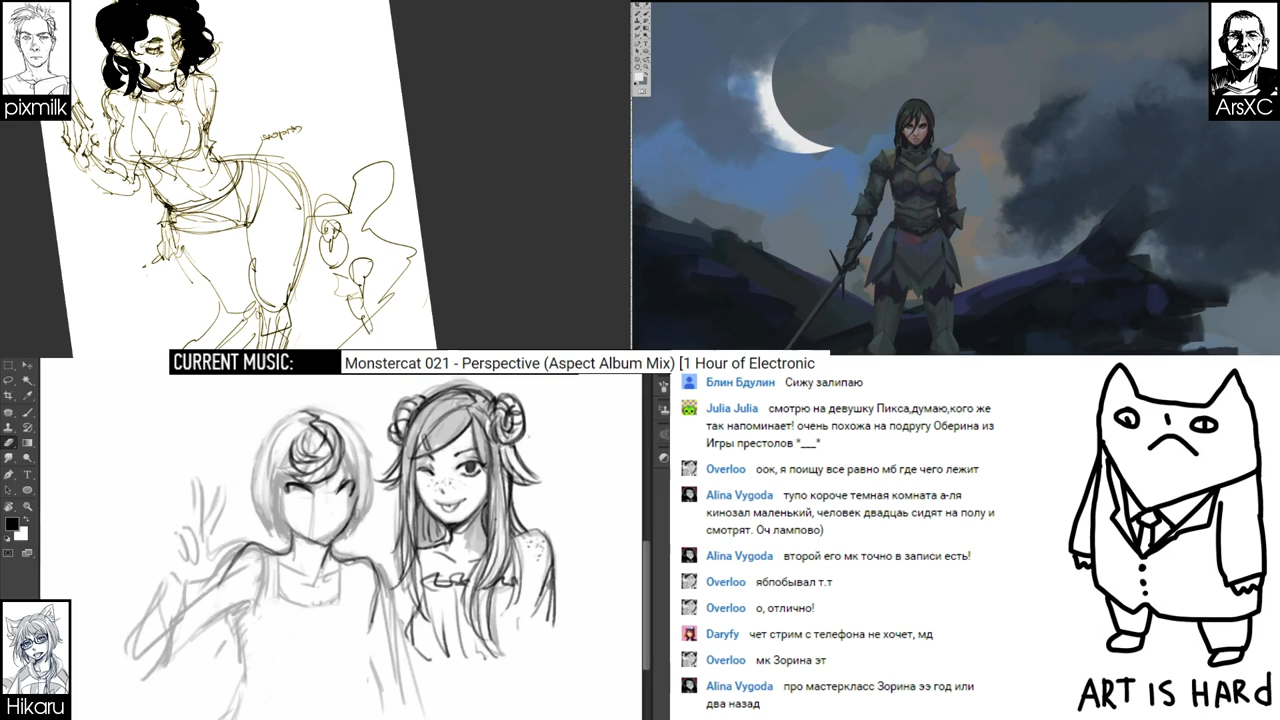 pixmilk
ArsXC
CURRENT MUSIC:
Monstercat 021 - Perspective (Aspect Album Mix) [1 Hour of Electronic
Блин Бдулин Сижу залипаю
Julia Julia смотрю на девушку Пикса,думаю,кого же
так напоминает! очень похожа на подругу Оберина из
Игры престолов *___*
Overloo оок, я поищу все равно мб где чего лежит
Alina Vygoda тупо короче темная комната а-ля
кинозал маленький, человек двадцаь сидят на полу и
смотрят. Оч лампово)
Alina Vygoda второй его мк точно в записи есть!
Overloo ябпобывал т.т
Overloo о, отлично!
Daryfy чет стрим с телефона не хочет, мд
Overloo мк Зорина эт
Alina Vygoda про мастеркласс Зорина ээ год или
два назад
Hikaru
ART IS HARd